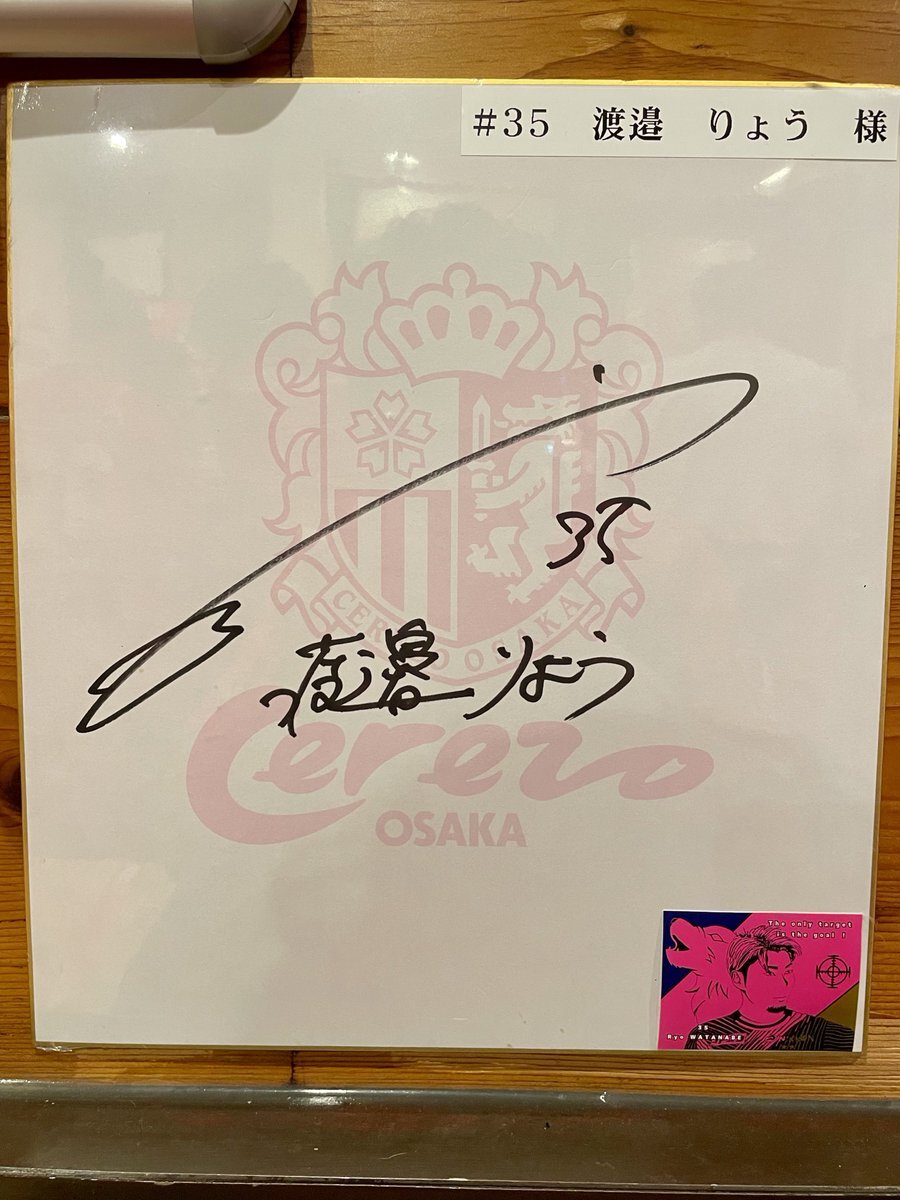 #35 渡邉 りょう 様
35
CEREZO OSAKA
渡邉 りょう
Cerezo
OSAKA
The only target
is the goal !
35
Ryo WATANABE